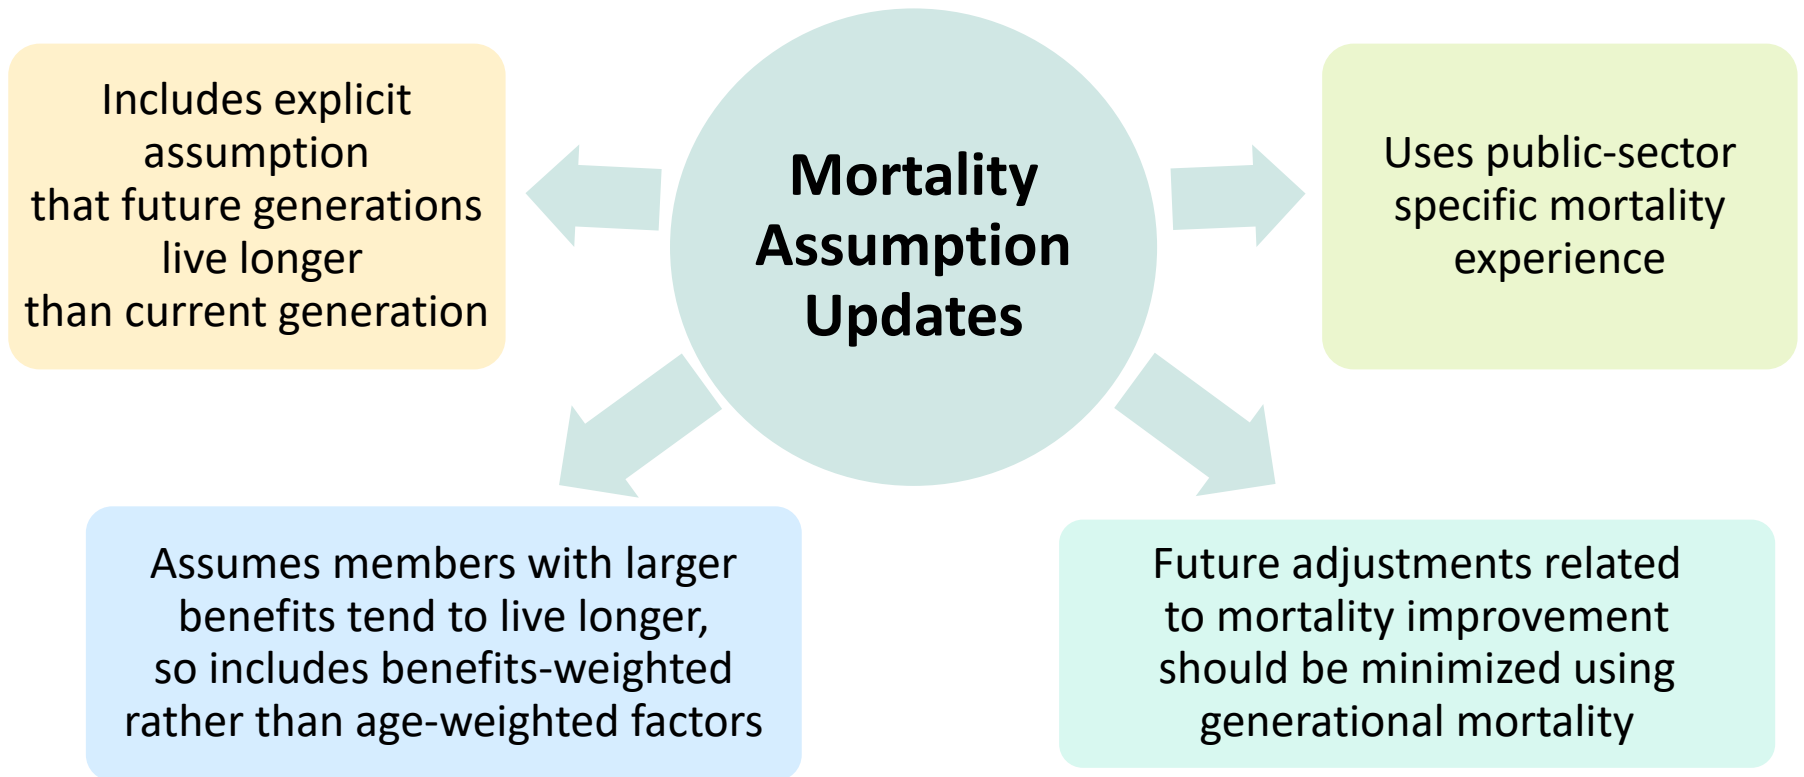 Mortality
Assumption
Updates
Includes explicit
assumption
that future generations
live longer
than current generation
Uses public-sector
specific mortality
experience
Assumes members with larger
benefits tend to live longer,
so includes benefits-weighted
rather than age-weighted factors
Future adjustments related
to mortality improvement
should be minimized using
generational mortality